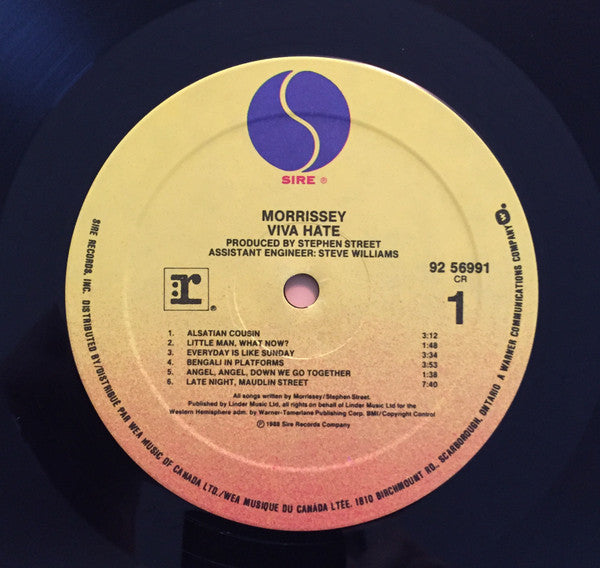 SIRE ®
MORRISSEY
VIVA HATE
PRODUCED BY STEPHEN STREET
ASSISTANT ENGINEER: STEVE WILLIAMS
r ®
92 56991
CR
1
1. ALSATIAN COUSIN 3:12
2. LITTLE MAN, WHAT NOW? 1:48
3. EVERYDAY IS LIKE SUNDAY 3:34
4. BENGALI IN PLATFORMS 3:53
5. ANGEL, ANGEL, DOWN WE GO TOGETHER 1:38
6. LATE NIGHT, MAUDLIN STREET 7:40
All songs written by Morrissey/Stephen Street.
Published by Linder Music Ltd, all rights on behalf of Linder Music Ltd for the
Western Hemisphere adm. by Warner-Tamerlane Publishing Corp. BMI/Copyright Control
℗ 1988 Sire Records Company
SIRE RECORDS, INC. DISTRIBUTED BY/DISTRIBUÉ PAR WEA MUSIC OF CANADA LTD./WEA MUSIQUE DU CANADA LTÉE. 1810 BIRCHMOUNT RD., SCARBOROUGH, ONTARIO A WARNER COMMUNICATIONS COMPANY